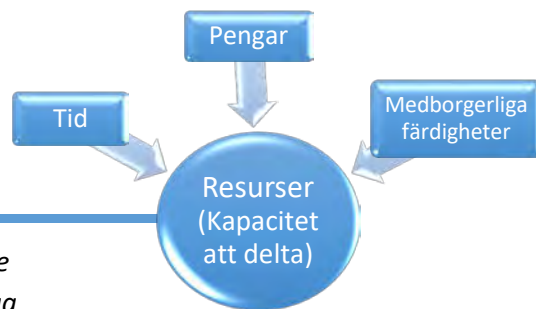 Pengar
Tid
Medborgerliga
färdigheter
Resurser
(Kapacitet
att delta)